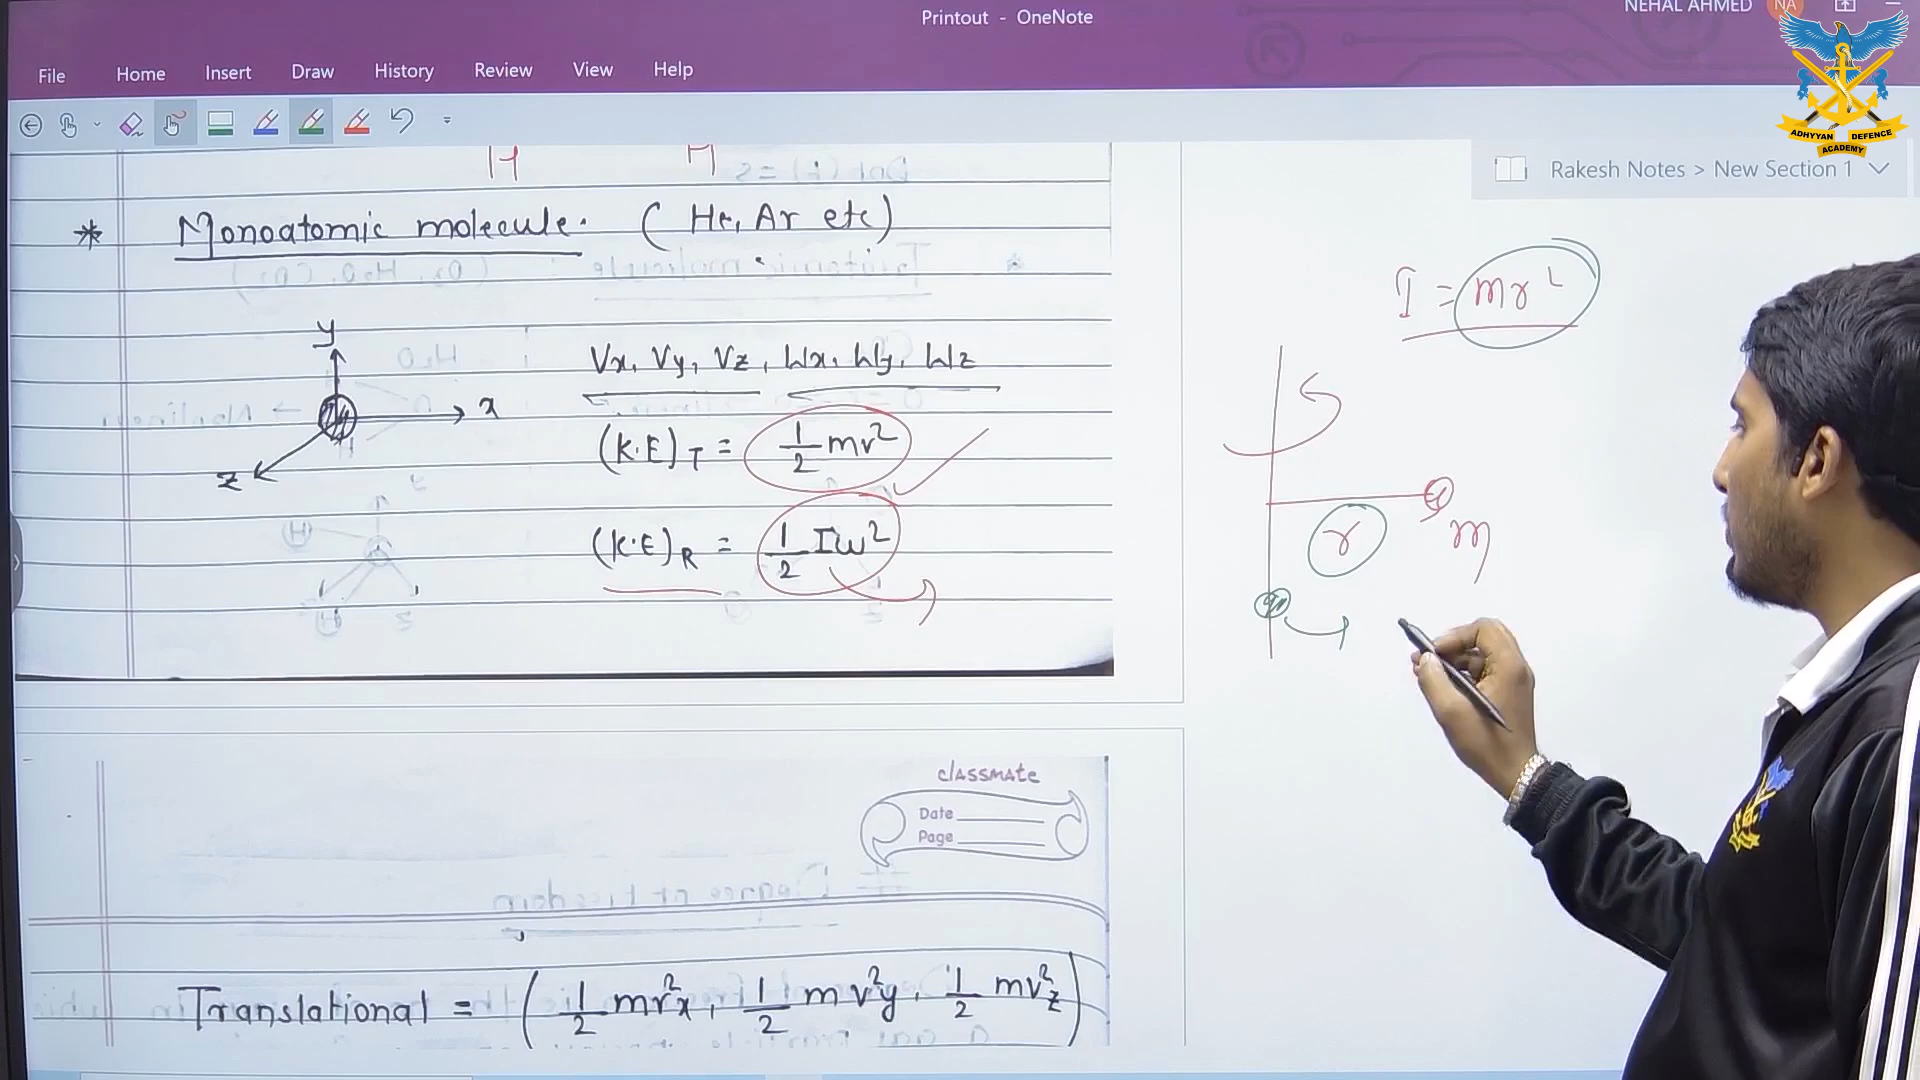 Printout - OneNote
NEHAL AHMED NA
File Home Insert Draw History Review View Help
ADHYYAN DEFENCE
ACADEMY
Rakesh Notes > New Section 1
H H
* Monoatomic molecule. (He, Ar etc)
I = mr²
y
x
z
Vx, Vy, Vz, Wx, Wy, Wz
(K.E)T = 1/2 mv²
(K.E)R = 1/2 Iω²
r
m
classmate
Date
Page
Translational = (1/2 mv²x, 1/2 mv²y, 1/2 mv²z)